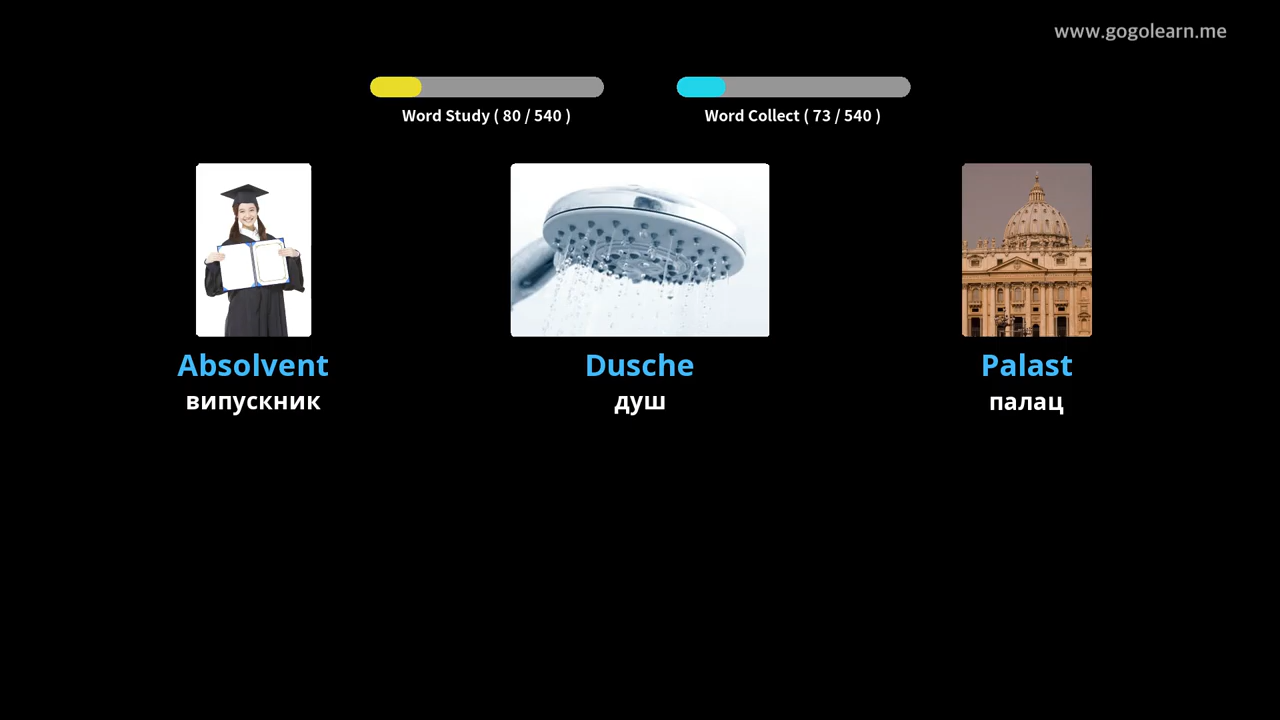 www.gogolearn.me
Word Study ( 80 / 540 )
Word Collect ( 73 / 540 )
Absolvent
випускник
Dusche
душ
Palast
палац